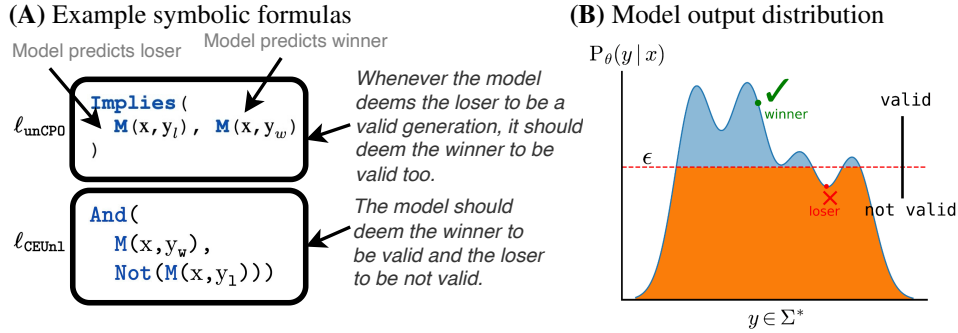 (A) Example symbolic formulas
Model predicts winner
Model predicts loser
ℓunCPO
Implies(
M(x,yl), M(x,yw)
)
Whenever the model
deems the loser to be a
valid generation, it should
deem the winner to be
valid too.
ℓCEUnl
And(
M(x,yw),
Not(M(x,yl)))
The model should
deem the winner to
be valid and the loser
to be not valid.
(B) Model output distribution
Pθ(y | x)
✓
winner
valid
ϵ
×
loser
not valid
y ∈ Σ*